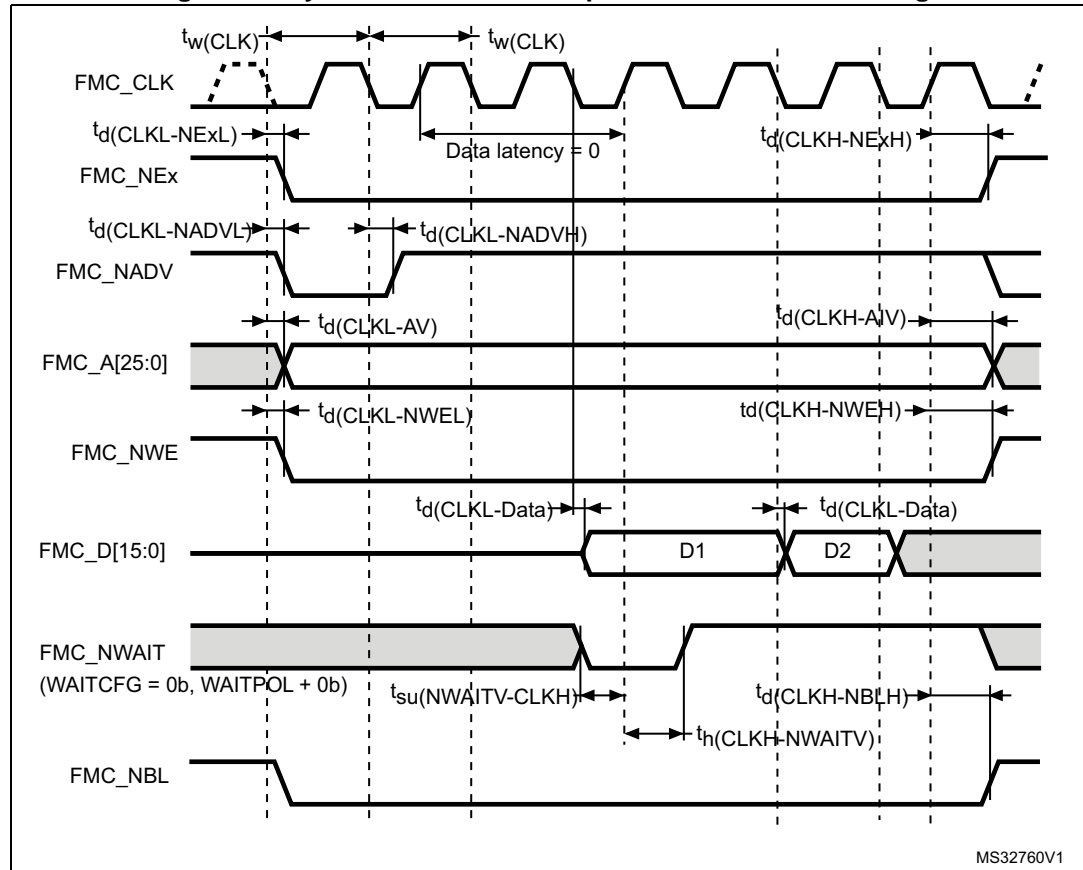 tw(CLK)
tw(CLK)
FMC_CLK
td(CLKL-NExL)
Data latency = 0
td(CLKH-NExH)
FMC_NEx
td(CLKL-NADVL)
td(CLKL-NADVH)
FMC_NADV
td(CLKL-AV)
td(CLKH-AIV)
FMC_A[25:0]
td(CLKL-NWEL)
td(CLKH-NWEH)
FMC_NWE
td(CLKL-Data)
td(CLKL-Data)
FMC_D[15:0]
D1
D2
FMC_NWAIT
(WAITCFG = 0b, WAITPOL + 0b)
tsu(NWAITV-CLKH)
td(CLKH-NBLH)
th(CLKH-NWAITV)
FMC_NBL
MS32760V1